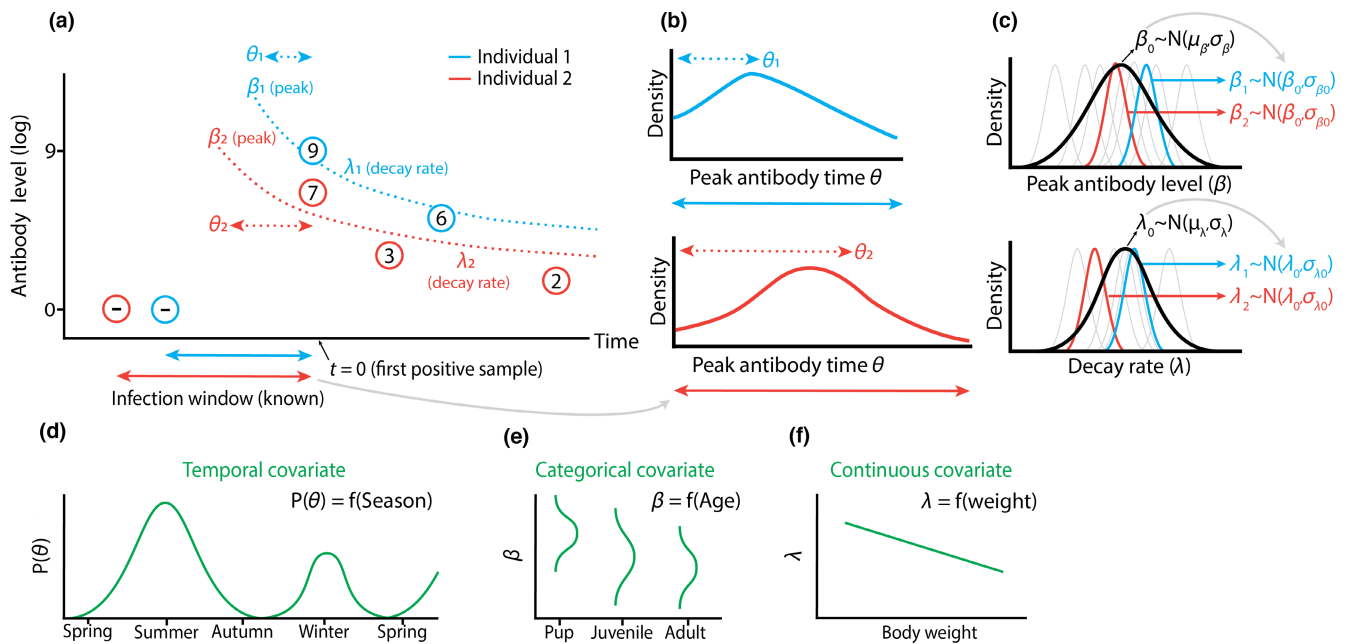 (a)
θ₁
Individual 1
Individual 2
β₁ (peak)
β₂ (peak)
9
9
λ₁ (decay rate)
7
6
θ₂
3
λ₂
(decay rate)
2
0
-
-
Antibody level (log)
Time
t = 0 (first positive sample)
Infection window (known)
(b)
θ₁
Density
Peak antibody time θ
θ₂
Density
Peak antibody time θ
(c)
β₀~N(μᵦ,σᵦ)
β₁~N(β₀,σᵦ₀)
β₂~N(β₀,σᵦ₀)
Density
Peak antibody level (β)
λ₀~N(μ_λ,σ_λ)
λ₁~N(λ₀,σ_λ0)
λ₂~N(λ₀,σ_λ0)
Density
Decay rate (λ)
(d)
Temporal covariate
P(θ) = f(Season)
P(θ)
Spring Summer Autumn Winter Spring
(e)
Categorical covariate
β = f(Age)
β
Pup Juvenile Adult
(f)
Continuous covariate
λ = f(weight)
λ
Body weight